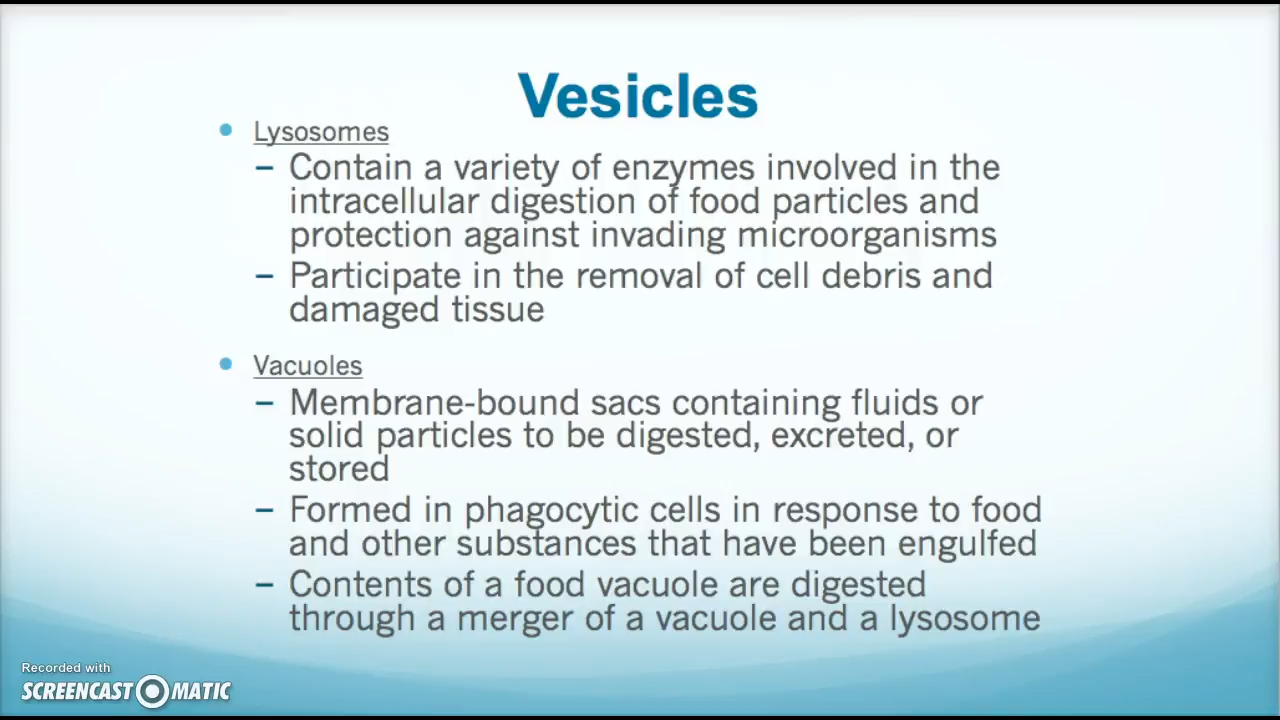 Vesicles
• Lysosomes
– Contain a variety of enzymes involved in the
intracellular digestion of food particles and
protection against invading microorganisms
– Participate in the removal of cell debris and
damaged tissue
• Vacuoles
– Membrane-bound sacs containing fluids or
solid particles to be digested, excreted, or
stored
– Formed in phagocytic cells in response to food
and other substances that have been engulfed
– Contents of a food vacuole are digested
through a merger of a vacuole and a lysosome
Recorded with
SCREENCAST MATIC